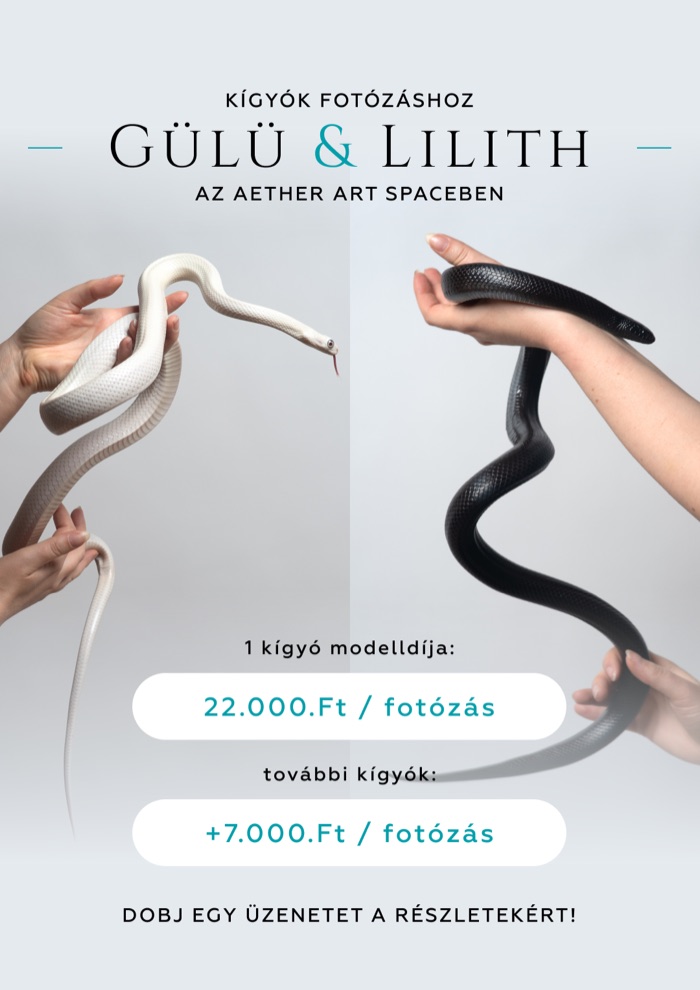 KÍGYÓK FOTÓZÁSHOZ
GÜLÜ & LILITH
AZ AETHER ART SPACEBEN
1 kígyó modelldíja:
22.000.Ft / fotózás
további kígyók:
+7.000.Ft / fotózás
DOBJ EGY ÜZENETET A RÉSZLETEKÉRT!